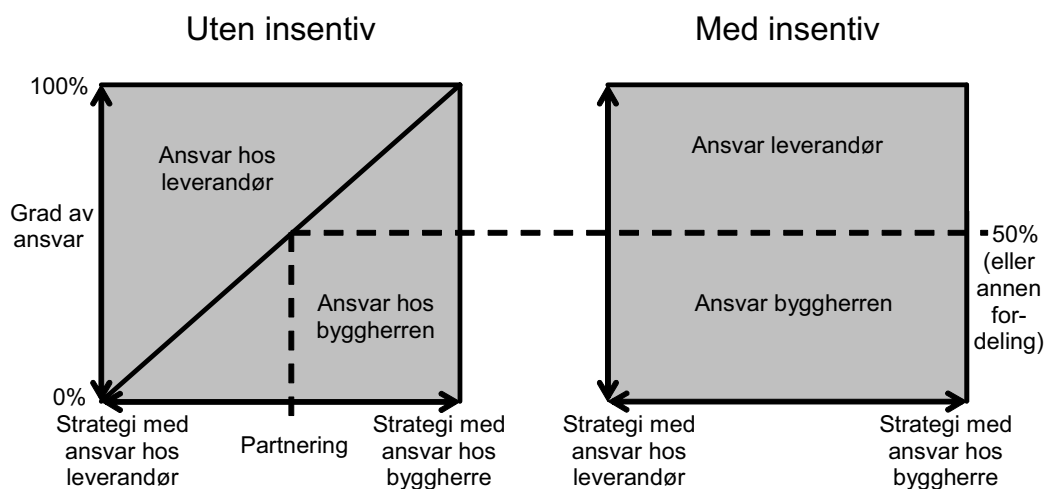 Uten insentiv
Med insentiv
100%
Ansvar hos
leverandør
Grad av
ansvar
Ansvar hos
byggherren
0%
Strategi med
ansvar hos
leverandør
Partnering
Strategi med
ansvar hos
byggherre
Ansvar leverandør
Ansvar byggherren
50%
(eller
annen
for-
deling)
Strategi med
ansvar hos
leverandør
Strategi med
ansvar hos
byggherre